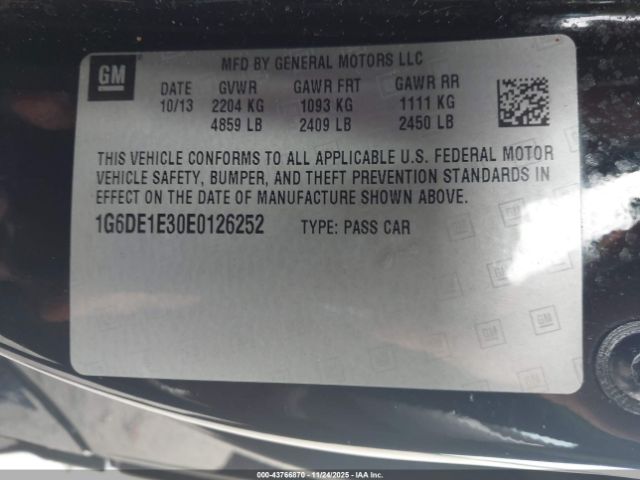 GM
MFD BY GENERAL MOTORS LLC
DATE GVWR GAWR FRT GAWR RR
10/13 2204 KG 1093 KG 1111 KG
4859 LB 2409 LB 2450 LB
THIS VEHICLE CONFORMS TO ALL APPLICABLE U.S. FEDERAL MOTOR
VEHICLE SAFETY, BUMPER, AND THEFT PREVENTION STANDARDS IN
EFFECT ON THE DATE OF MANUFACTURE SHOWN ABOVE.
1G6DE1E30E0126252 TYPE: PASS CAR
000-43766870 - 11/24/2025 - IAAI.COM